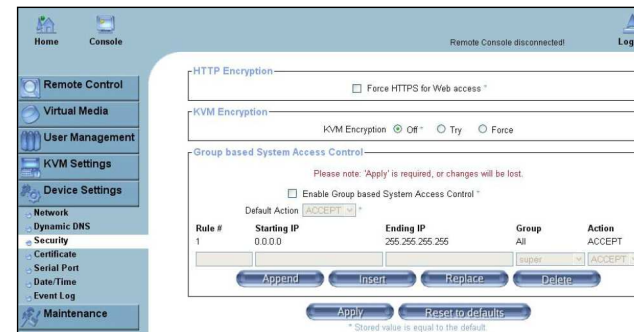 Home Console Remote Console disconnected! Log
HTTP Encryption
Force HTTPS for Web access *
KVM Encryption
KVM Encryption Off * Try Force
Group based System Access Control
Please note: 'Apply' is required, or changes will be lost.
Enable Group based System Access Control *
Default Action ACCEPT *
Rule # Starting IP Ending IP Group Action
1 0.0.0.0 255.255.255.255 All ACCEPT
super ACCEPT
Append Insert Replace Delete
Apply Reset to defaults
* Stored value is equal to the default.
Remote Control
Virtual Media
User Management
KVM Settings
Device Settings
Network
Dynamic DNS
Security
Certificate
Serial Port
Date/Time
Event Log
Maintenance